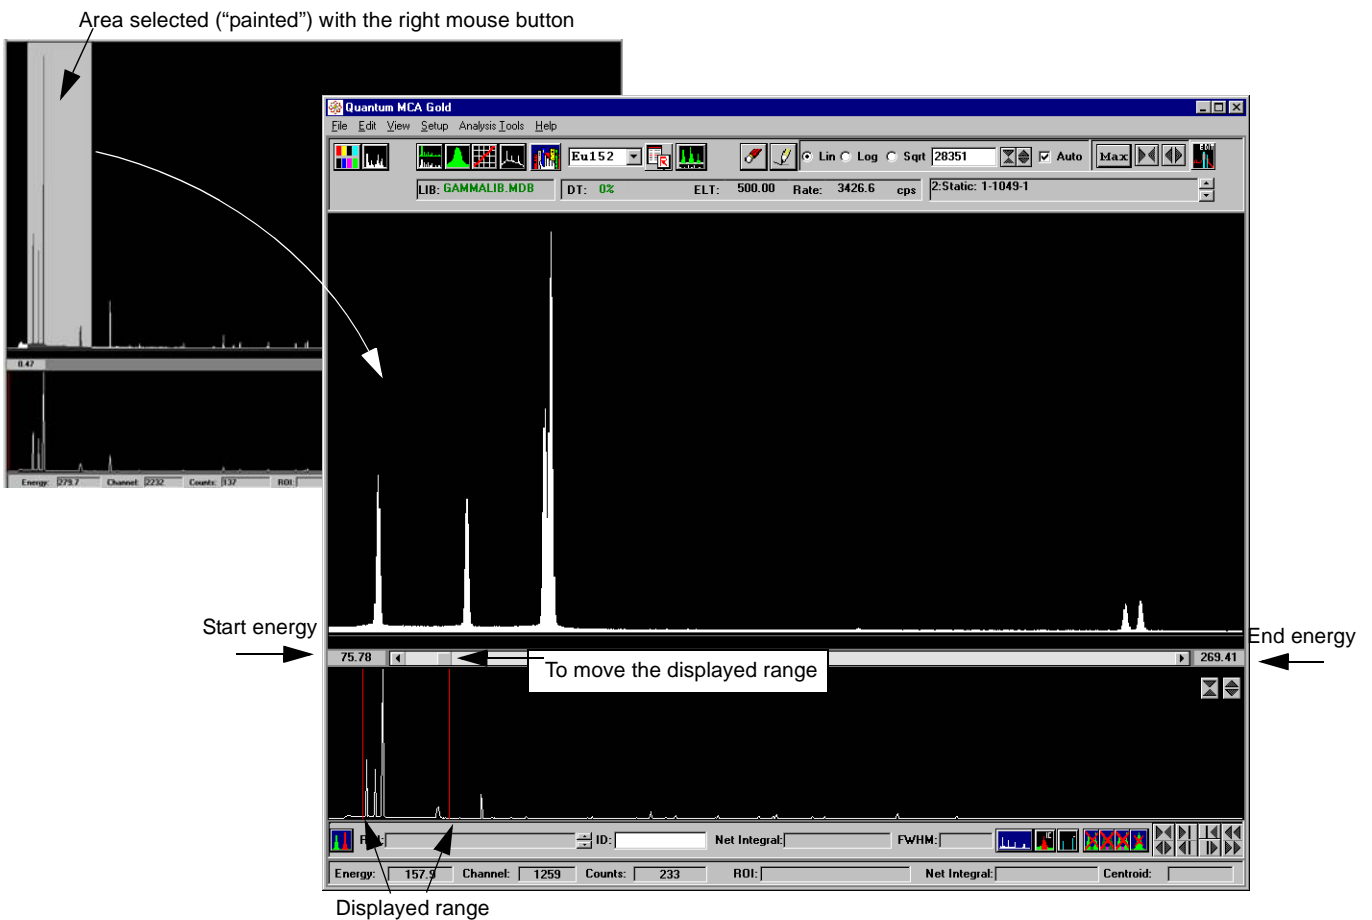 Area selected (“painted”) with the right mouse button
0.47
Energy: 279.7 Channel: 2232 Counts: 137 ROI:
Quantum MCA Gold
File Edit View Setup Analysis Tools Help
Eu152 Lin Log Sqrt 28351 Auto Max EDIT
LIB: GAMMALIB.MDB DT: 0% ELT: 500.00 Rate: 3426.6 cps 2:Static: 1-1049-1
Start energy
End energy
75.78 269.41
To move the displayed range
ID: Net Integral: FWHM:
Energy: 157.9 Channel: 1259 Counts: 233 ROI: Net Integral: Centroid:
Displayed range